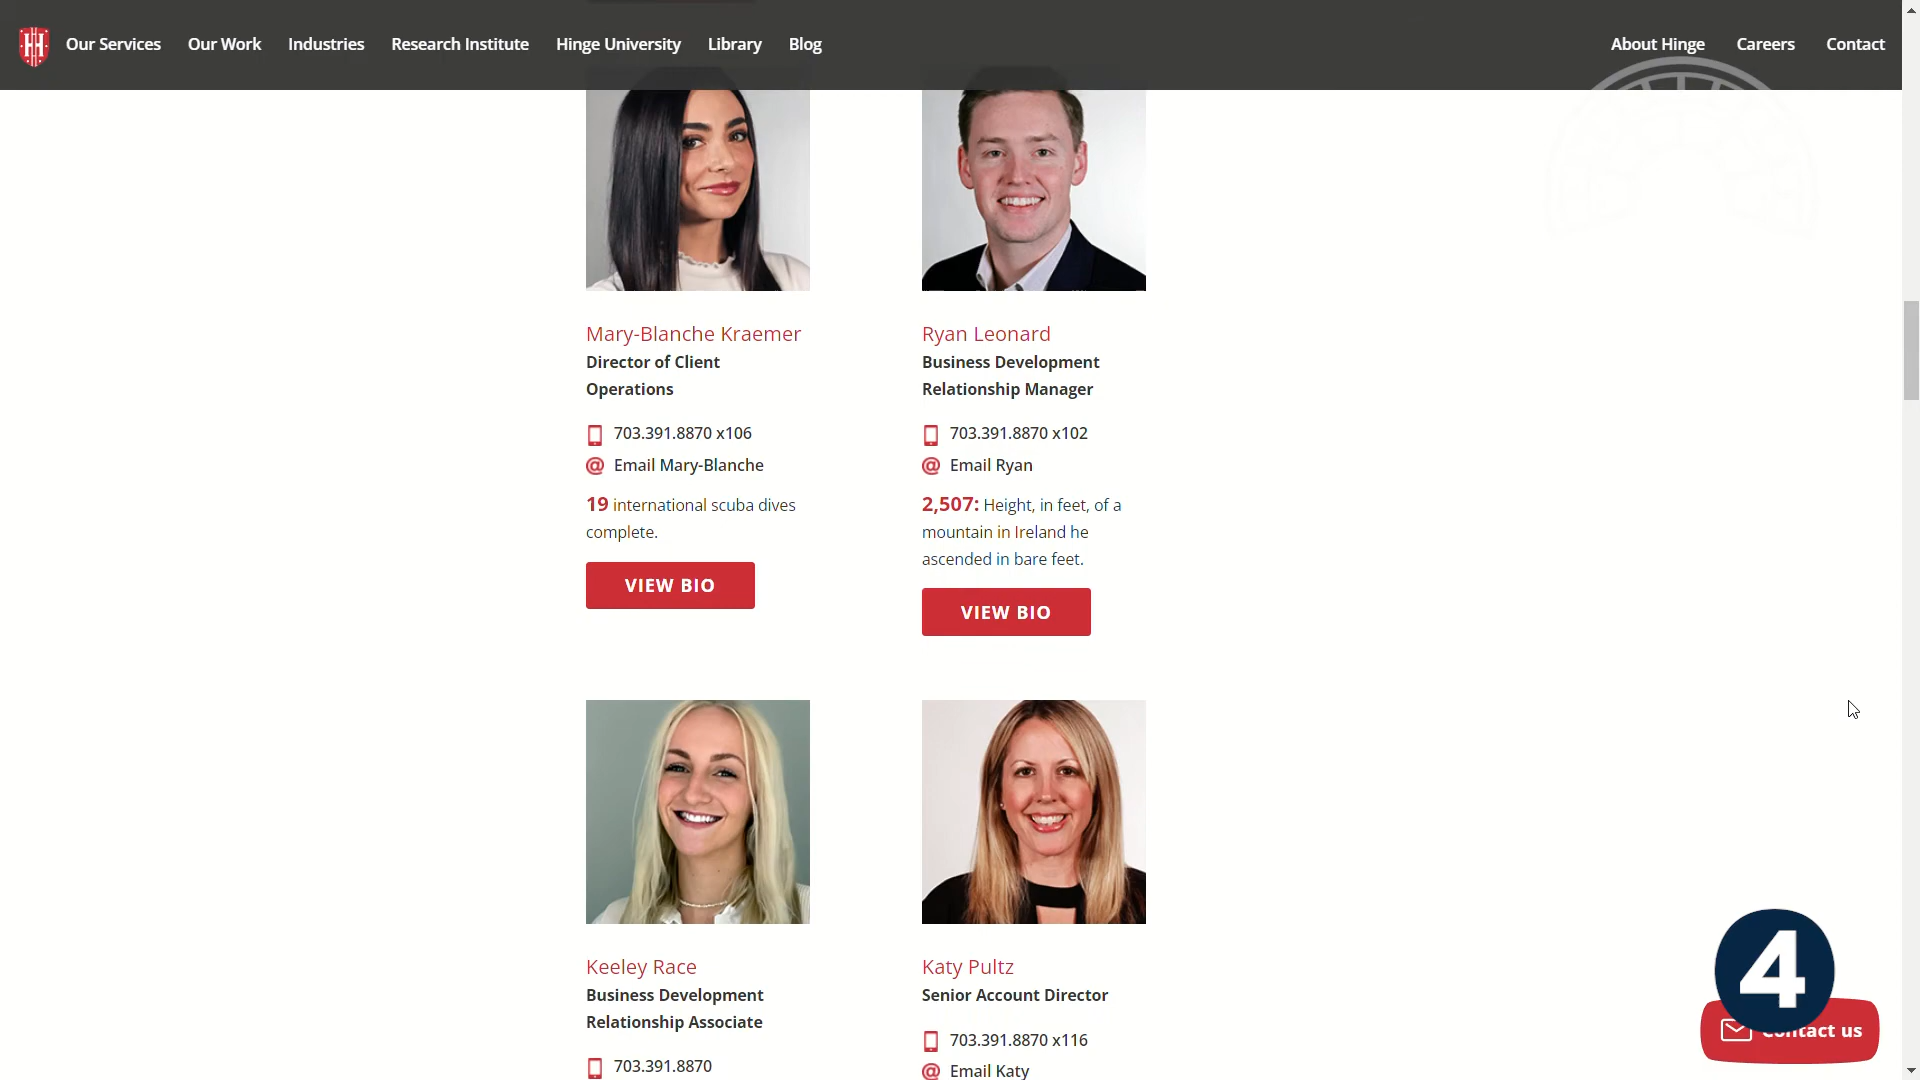 Our Services Our Work Industries Research Institute Hinge University Library Blog About Hinge Careers Contact
Mary-Blanche Kraemer
Director of Client
Operations
703.391.8870 x106
Email Mary-Blanche
19 international scuba dives
complete.
VIEW BIO
Ryan Leonard
Business Development
Relationship Manager
703.391.8870 x102
Email Ryan
2,507: Height, in feet, of a
mountain in Ireland he
ascended in bare feet.
VIEW BIO
Keeley Race
Business Development
Relationship Associate
703.391.8870
Katy Pultz
Senior Account Director
703.391.8870 x116
Email Katy
4
Contact us